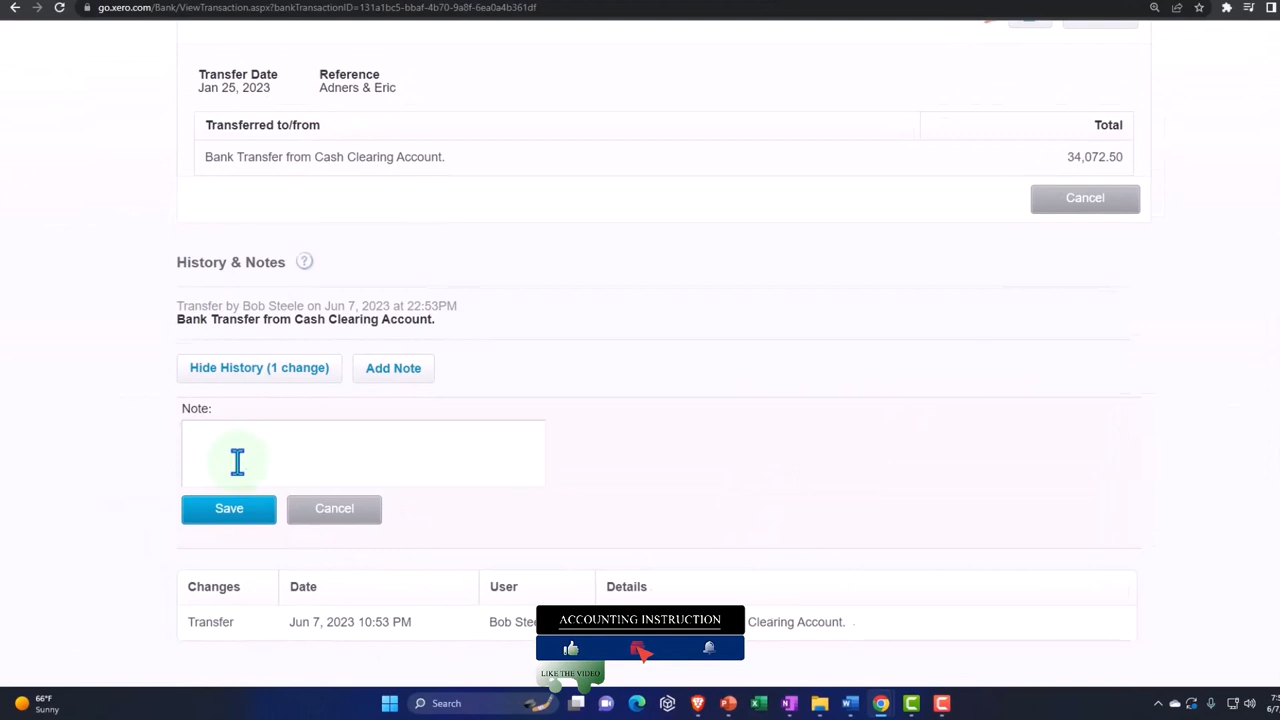 go.xero.com/Bank/ViewTransaction.aspx?bankTransactionID=131a1bc5-bbaf-4b70-9a8f-6ea0a4b361df
Transfer Date Reference
Jan 25, 2023 Adners & Eric
Transferred to/from Total
Bank Transfer from Cash Clearing Account. 34,072.50
Cancel
History & Notes ?
Transfer by Bob Steele on Jun 7, 2023 at 22:53PM
Bank Transfer from Cash Clearing Account.
Hide History (1 change) Add Note
Note:
Save Cancel
Changes Date User Details
Transfer Jun 7, 2023 10:53 PM Bob Clearing Account.
ACCOUNTING INSTRUCTION
LIKE THE VIDEO
66°F
Sunny
Search